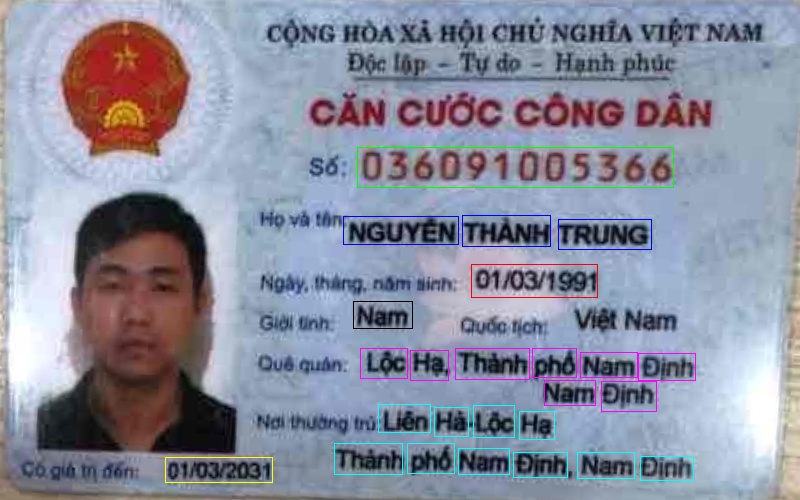 CỘNG HÒA XÃ HỘI CHỦ NGHĨA VIỆT NAM
Độc lập - Tự do - Hạnh phúc
CĂN CƯỚC CÔNG DÂN
Số: 036091005366
Họ và tên: NGUYỄN THÀNH TRUNG
Ngày, tháng, năm sinh: 01/03/1991
Giới tính: Nam Quốc tịch: Việt Nam
Quê quán: Lộc Hạ, Thành phố Nam Định
Nam Định
Nơi thường trú: Liên Hà-Lộc Hạ
Thành phố Nam Định, Nam Định
Có giá trị đến: 01/03/2031